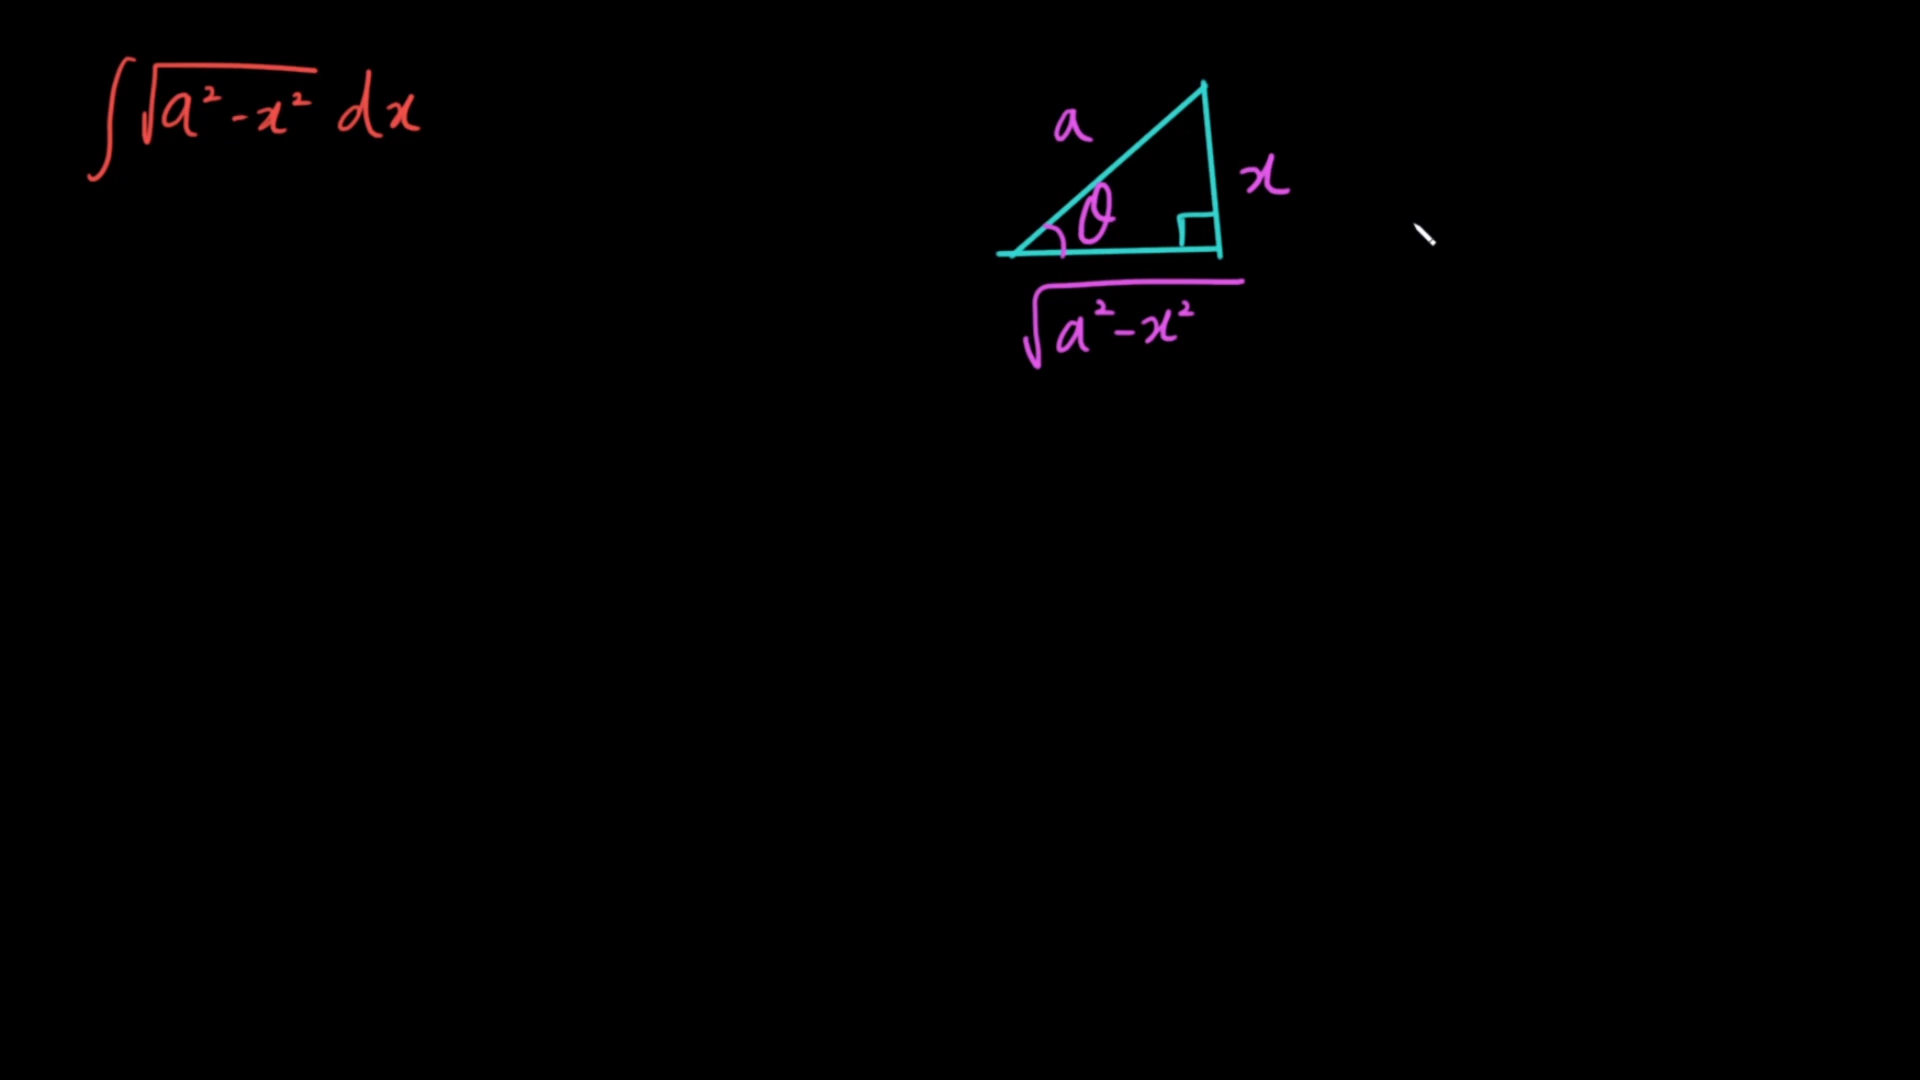 ∫√(a²-x²) dx
a
x
θ
√(a²-x²)